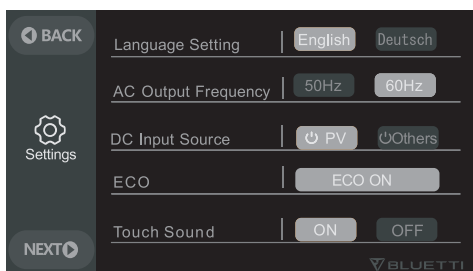 BACK
Settings
NEXT
Language Setting English Deutsch
AC Output Frequency 50Hz 60Hz
DC Input Source PV Others
ECO ECO ON
Touch Sound ON OFF
BLUETTI